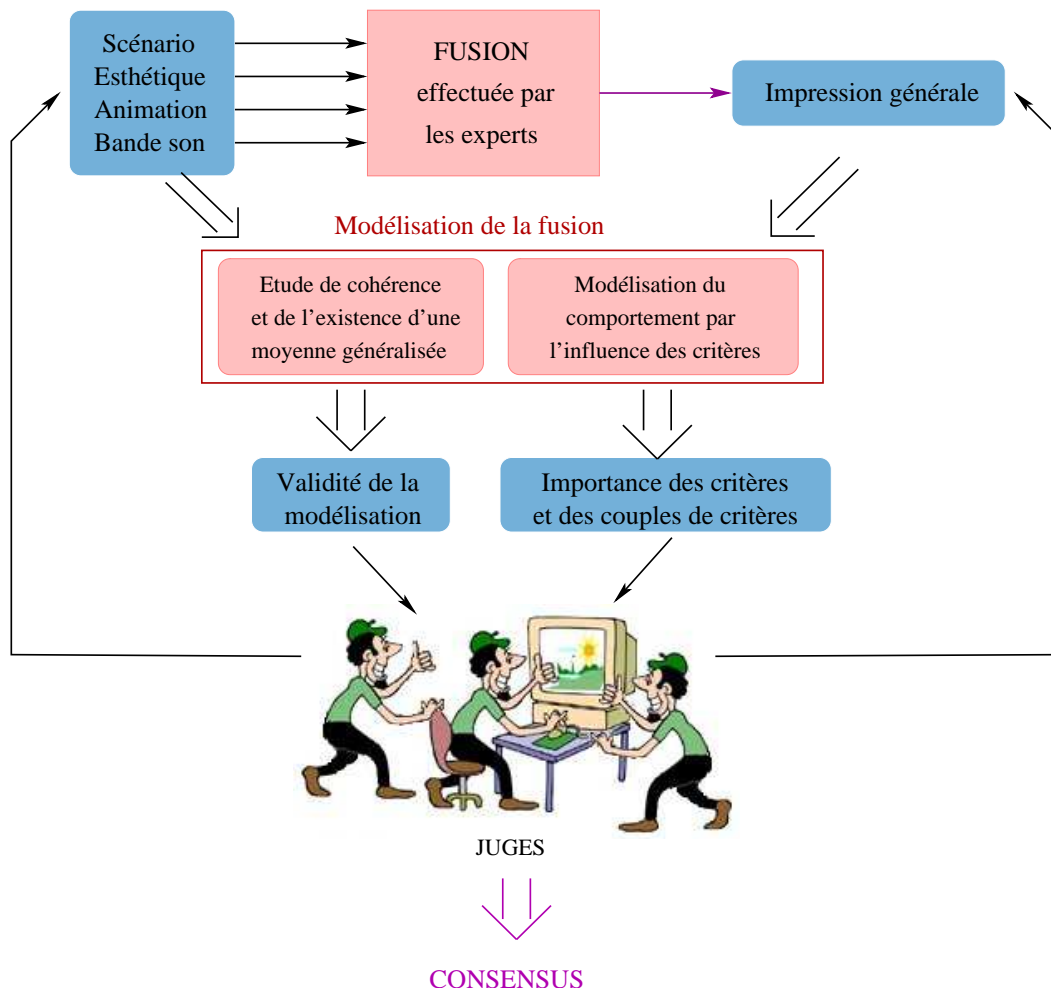 Scénario
Esthétique
Animation
Bande son
FUSION
effectuée par
les experts
Impression générale
Modélisation de la fusion
Etude de cohérence
et de l’existence d’une
moyenne généralisée
Modélisation du
comportement par
l’influence des critères
Validité de la
modélisation
Importance des critères
et des couples de critères
JUGES
CONSENSUS